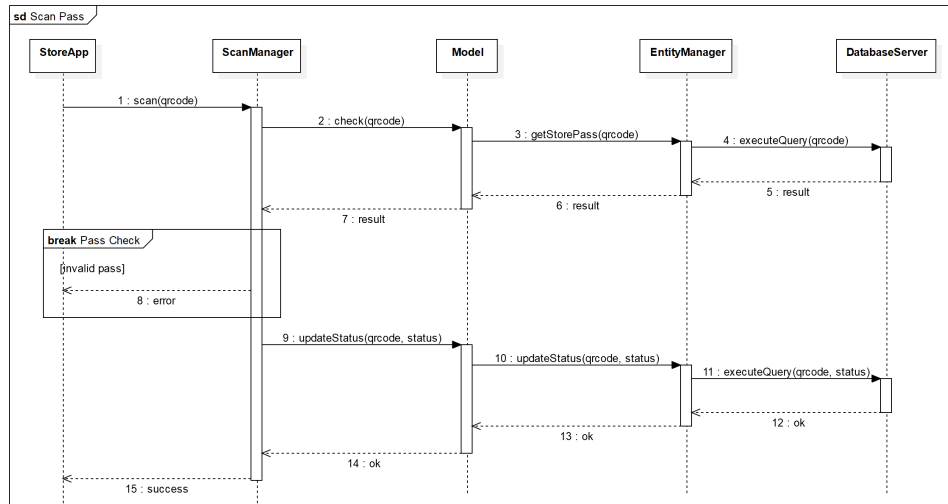 sd Scan Pass
StoreApp
ScanManager
Model
EntityManager
DatabaseServer
1 : scan(qrcode)
2 : check(qrcode)
3 : getStorePass(qrcode)
4 : executeQuery(qrcode)
5 : result
6 : result
7 : result
break Pass Check
[invalid pass]
8 : error
9 : updateStatus(qrcode, status)
10 : updateStatus(qrcode, status)
11 : executeQuery(qrcode, status)
12 : ok
13 : ok
14 : ok
15 : success